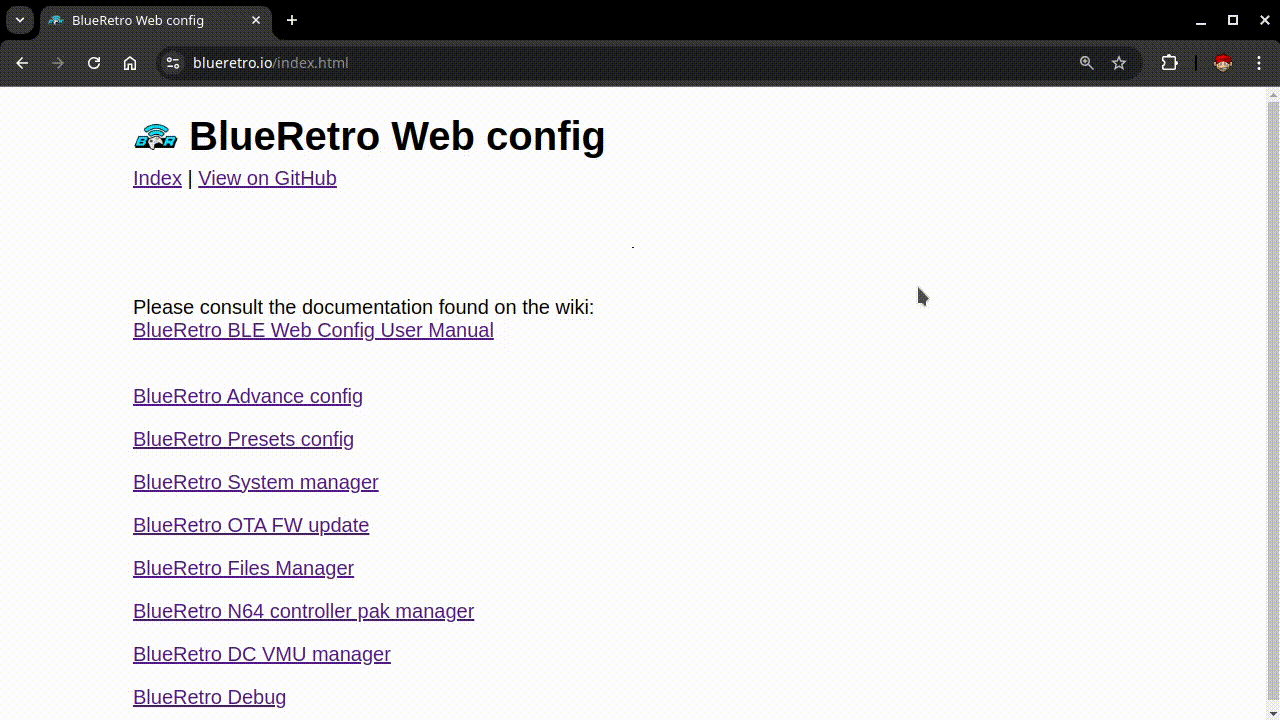 BlueRetro Web config
blueretro.io/index.html
BlueRetro Web config
Index | View on GitHub
Please consult the documentation found on the wiki:
BlueRetro BLE Web Config User Manual
BlueRetro Advance config
BlueRetro Presets config
BlueRetro System manager
BlueRetro OTA FW update
BlueRetro Files Manager
BlueRetro N64 controller pak manager
BlueRetro DC VMU manager
BlueRetro Debug